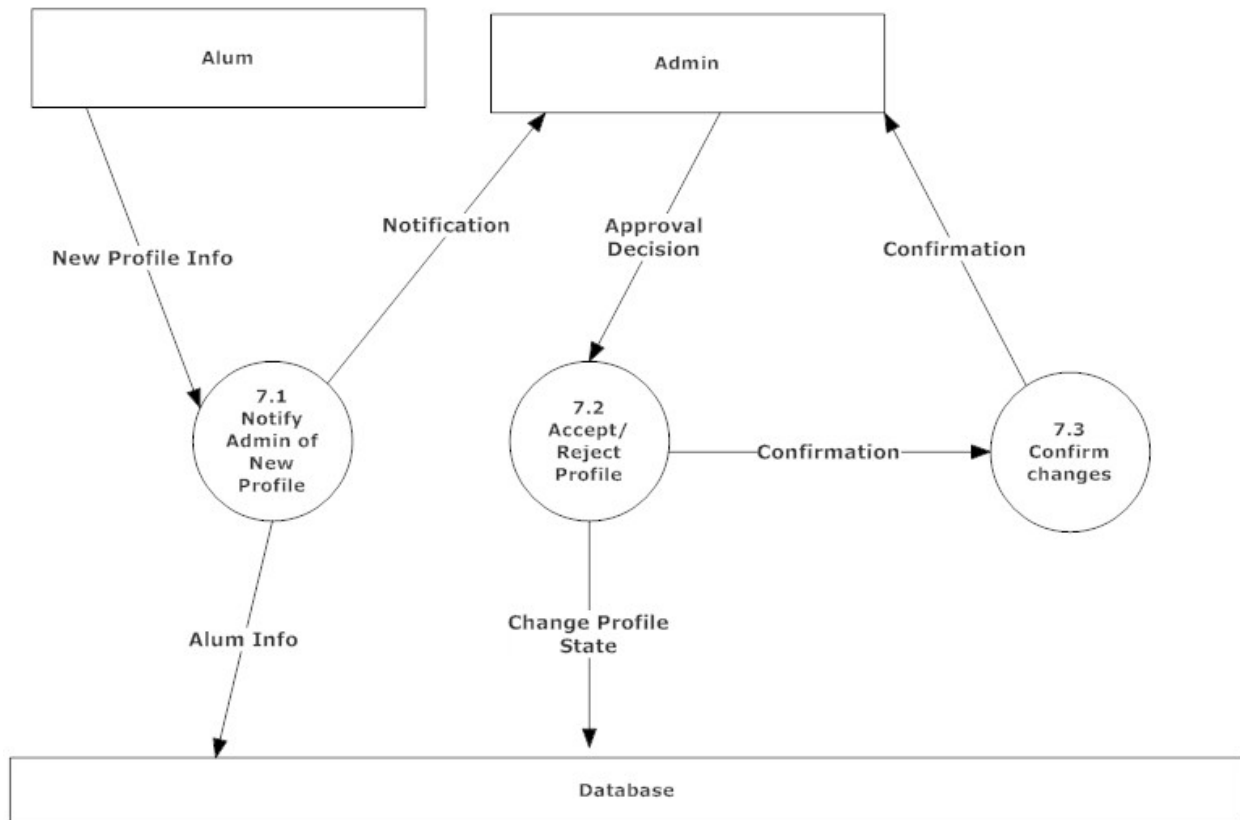 Alum
Admin
Notification
Approval
Decision
Confirmation
New Profile Info
7.1
Notify
Admin of
New
Profile
7.2
Accept/
Reject
Profile
Confirmation
7.3
Confirm
changes
Alum Info
Change Profile
State
Database